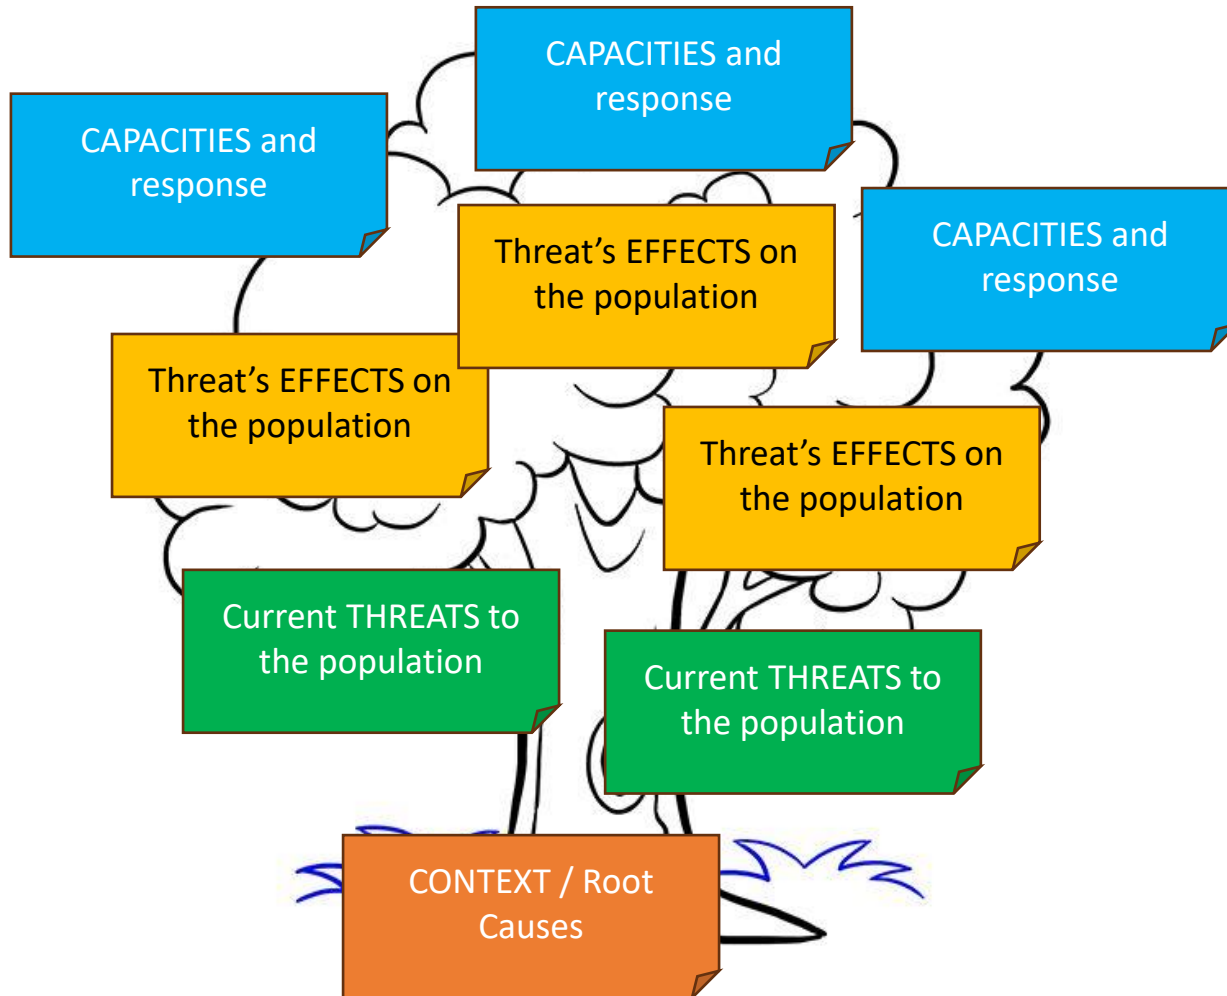 CAPACITIES and
response
CAPACITIES and
response
CAPACITIES and
response
Threat’s EFFECTS on
the population
Threat’s EFFECTS on
the population
Threat’s EFFECTS on
the population
Current THREATS to
the population
Current THREATS to
the population
CONTEXT / Root
Causes